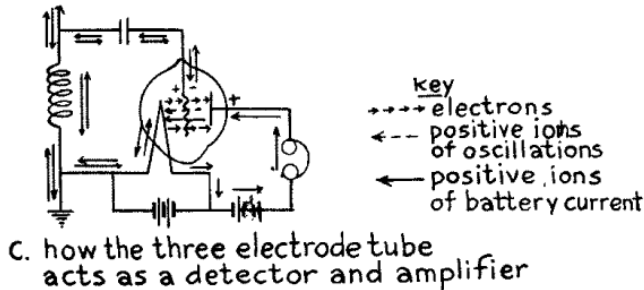 + -
+
key
electrons
positive ions
of oscillations
positive ions
of battery current
C. how the three electrode tube
acts as a detector and amplifier